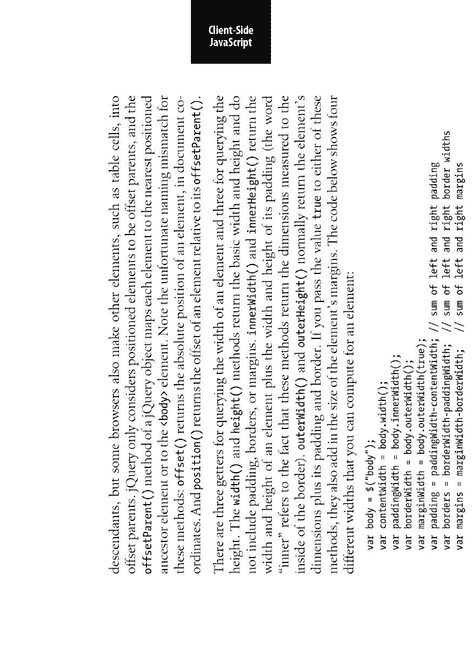 Client-Side
JavaScript
descendants, but some browsers also make other elements, such as table cells, into
offset parents. jQuery only considers positioned elements to be offset parents, and the
offsetParent() method of a jQuery object maps each element to the nearest positioned
ancestor element or to the <body> element. Note the unfortunate naming mismatch for
these methods: offset() returns the absolute position of an element, in document co-
ordinates. And position() returns the offset of an element relative to its offsetParent().
There are three getters for querying the width of an element and three for querying the
height. The width() and height() methods return the basic width and height and do
not include padding, borders, or margins. innerWidth() and innerHeight() return the
width and height of an element plus the width and height of its padding (the word
“inner” refers to the fact that these methods return the dimensions measured to the
inside of the border). outerWidth() and outerHeight() normally return the element’s
dimensions plus its padding and border. If you pass the value true to either of these
methods, they also add in the size of the element’s margins. The code below shows four
different widths that you can compute for an element:
var body = $("body");
var contentWidth = body.width();
var paddingWidth = body.innerWidth();
var borderWidth = body.outerWidth();
var marginWidth = body.outerWidth(true);
var padding = paddingWidth-contentWidth; // sum of left and right padding
var borders = borderWidth-paddingWidth; // sum of left and right border widths
var margins = marginWidth-borderWidth; // sum of left and right margins